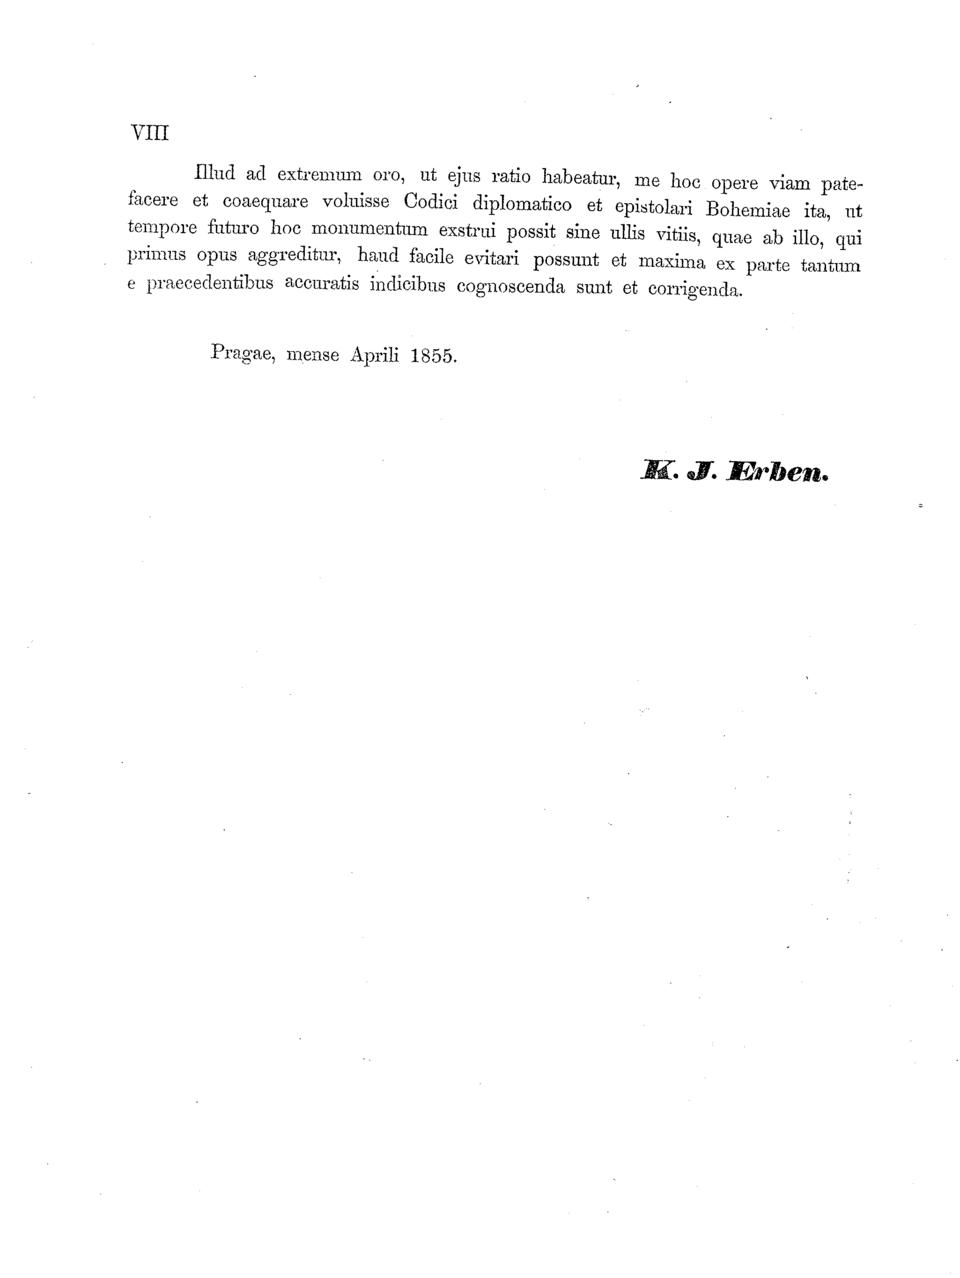 VIII
Illud ad extremum oro, ut ejus ratio habeatur, me hoc opere viam pate-
facere et coaequare voluisse Codici diplomatico et epistolari Bohemiae ita, ut
tempore futuro hoc monumentum exstrui possit sine ullis vitiis, quae ab illo, qui
primus opus aggreditur, haud facile evitari possunt et maxima ex parte tantum
e praecedentibus accuratis indicibus cognoscenda sunt et corrigenda.
Pragae, mense Aprili 1855.
K. J. Erben.